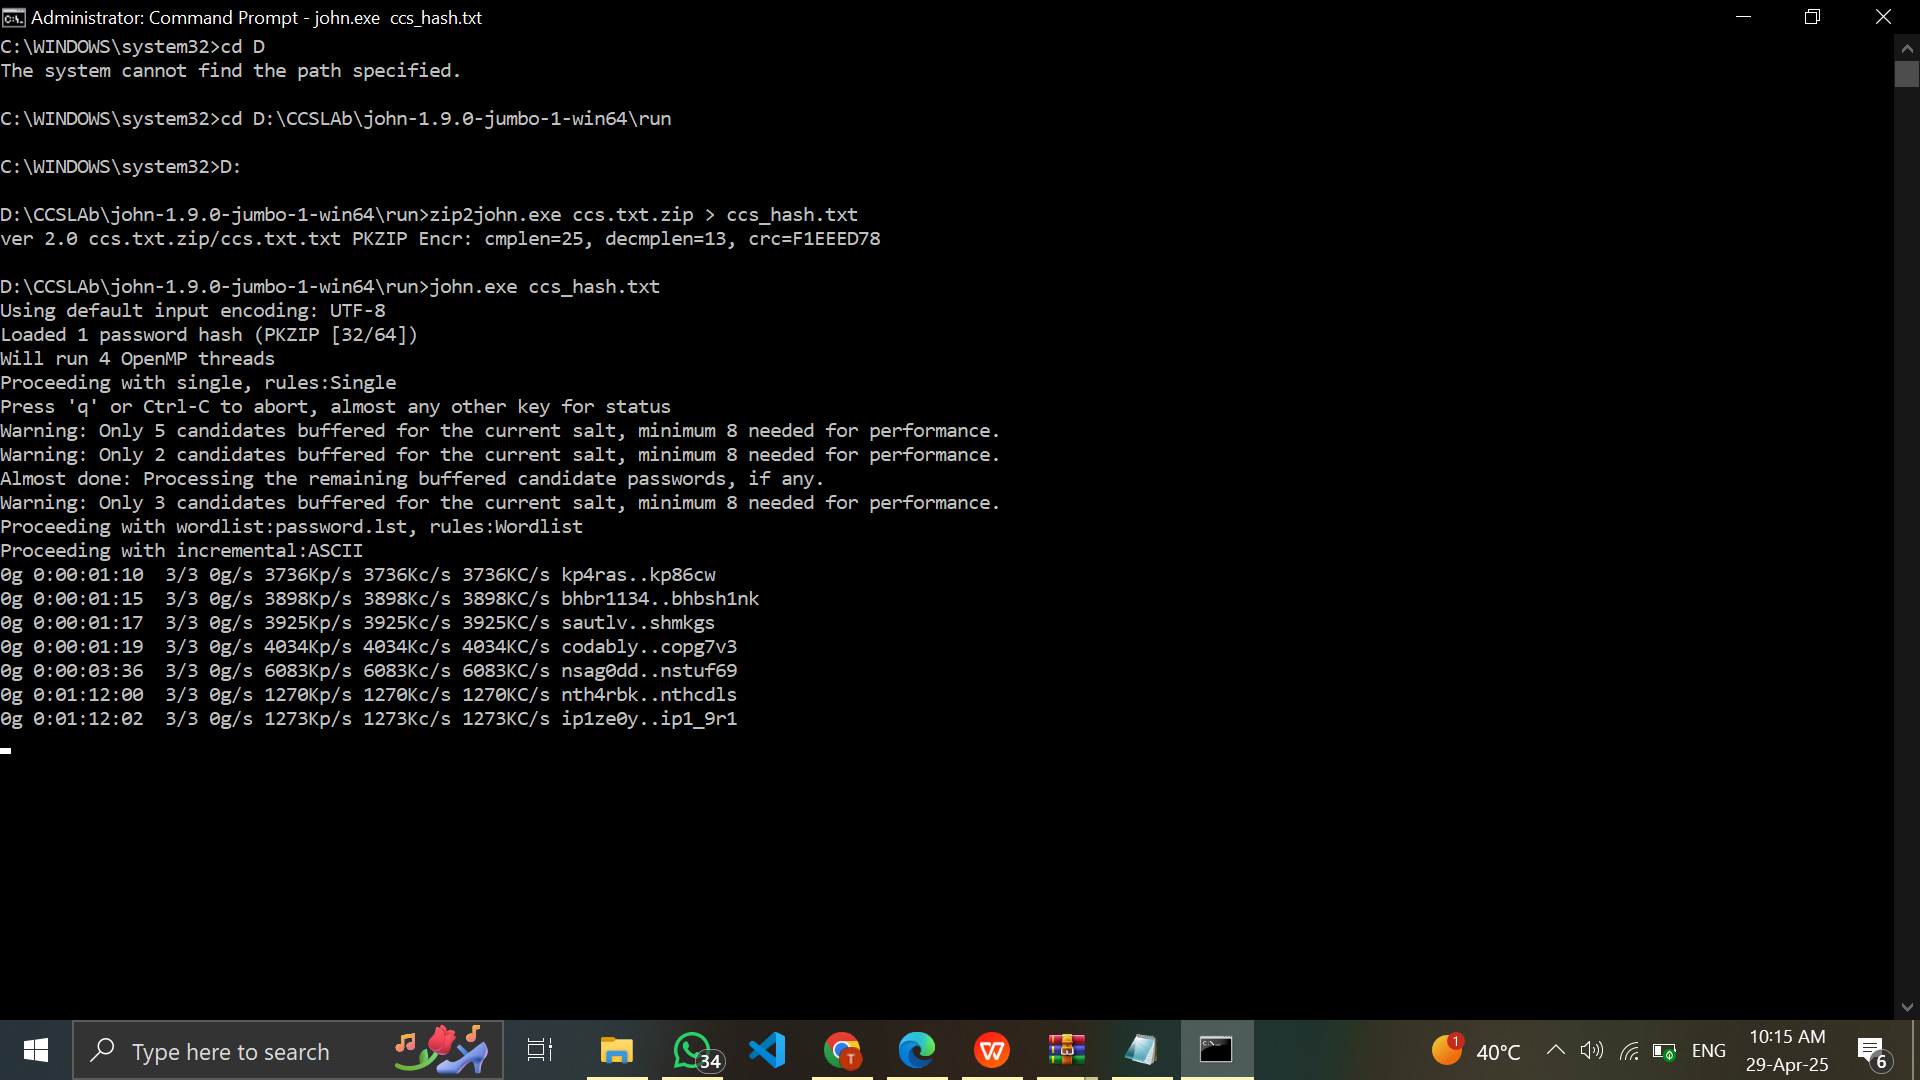 Administrator: Command Prompt - john.exe  ccs_hash.txt
C:\WINDOWS\system32>cd D
The system cannot find the path specified.
C:\WINDOWS\system32>cd D:\CCSLAb\john-1.9.0-jumbo-1-win64\run
C:\WINDOWS\system32>D:
D:\CCSLAb\john-1.9.0-jumbo-1-win64\run>zip2john.exe ccs.txt.zip > ccs_hash.txt
ver 2.0 ccs.txt.zip/ccs.txt.txt PKZIP Encr: cmplen=25, decmplen=13, crc=F1EEED78
D:\CCSLAb\john-1.9.0-jumbo-1-win64\run>john.exe ccs_hash.txt
Using default input encoding: UTF-8
Loaded 1 password hash (PKZIP [32/64])
Will run 4 OpenMP threads
Proceeding with single, rules:Single
Press 'q' or Ctrl-C to abort, almost any other key for status
Warning: Only 5 candidates buffered for the current salt, minimum 8 needed for performance.
Warning: Only 2 candidates buffered for the current salt, minimum 8 needed for performance.
Almost done: Processing the remaining buffered candidate passwords, if any.
Warning: Only 3 candidates buffered for the current salt, minimum 8 needed for performance.
Proceeding with wordlist:password.lst, rules:Wordlist
Proceeding with incremental:ASCII
0g 0:00:01:10  3/3 0g/s 3736Kp/s 3736Kc/s 3736KC/s kp4ras..kp86cw
0g 0:00:01:15  3/3 0g/s 3898Kp/s 3898Kc/s 3898KC/s bhbr1134..bhbsh1nk
0g 0:00:01:17  3/3 0g/s 3925Kp/s 3925Kc/s 3925KC/s sautlv..shmkgs
0g 0:00:01:19  3/3 0g/s 4034Kp/s 4034Kc/s 4034KC/s codably..copg7v3
0g 0:00:03:36  3/3 0g/s 6083Kp/s 6083Kc/s 6083KC/s nsag0dd..nstuf69
0g 0:01:12:00  3/3 0g/s 1270Kp/s 1270Kc/s 1270KC/s nth4rbk..nthcdls
0g 0:01:12:02  3/3 0g/s 1273Kp/s 1273Kc/s 1273KC/s ip1ze0y..ip1_9r1
Type here to search
34
T
W
1
40°C
ENG
10:15 AM
29-Apr-25
6